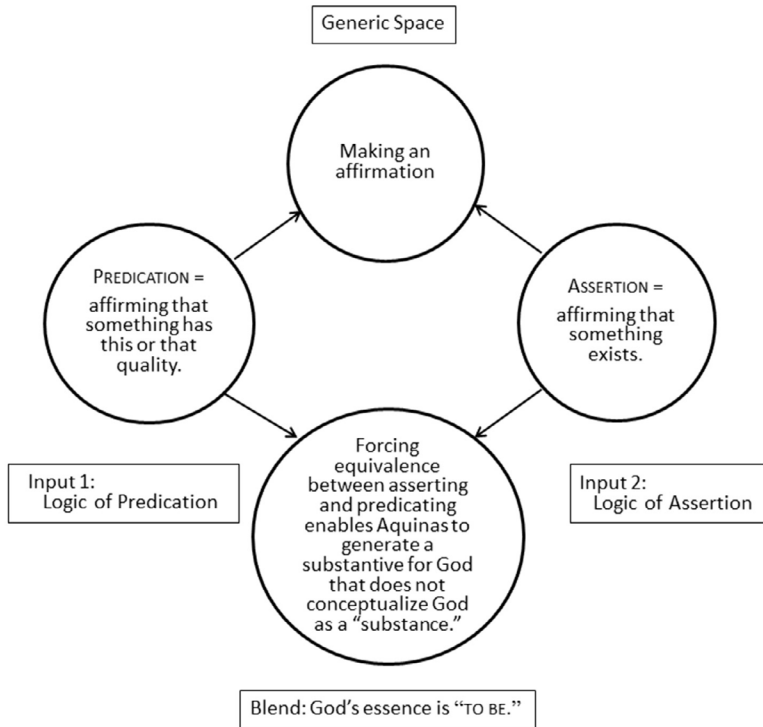 Generic Space
Making an
affirmation
PREDICATION =
affirming that
something has
this or that
quality.
ASSERTION =
affirming that
something
exists.
Input 1:
Logic of Predication
Forcing
equivalence
between asserting
and predicating
enables Aquinas to
generate a
substantive for God
that does not
conceptualize God
as a “substance.”
Input 2:
Logic of Assertion
Blend: God’s essence is “TO BE.”